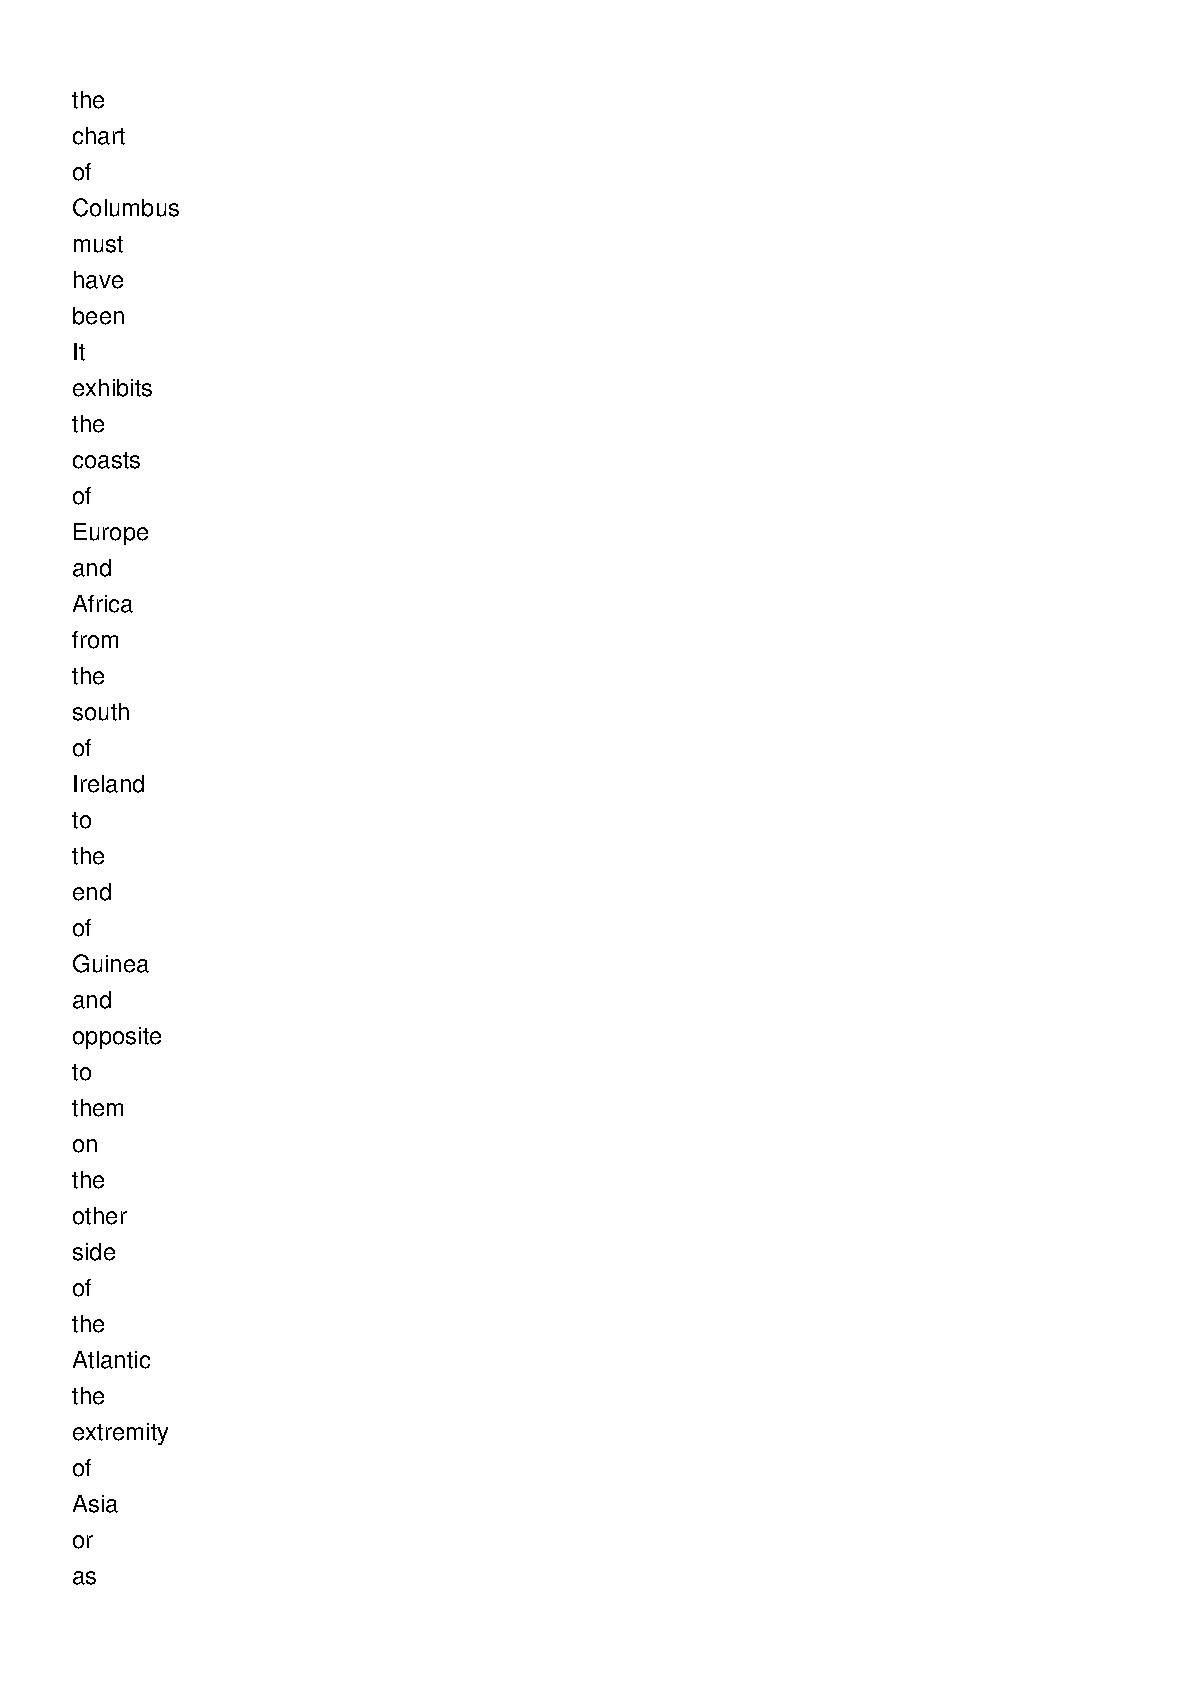 the
chart
of
Columbus
must
have
been
It
exhibits
the
coasts
of
Europe
and
Africa
from
the
south
of
Ireland
to
the
end
of
Guinea
and
opposite
to
them
on
the
other
side
of
the
Atlantic
the
extremity
of
Asia
or
as